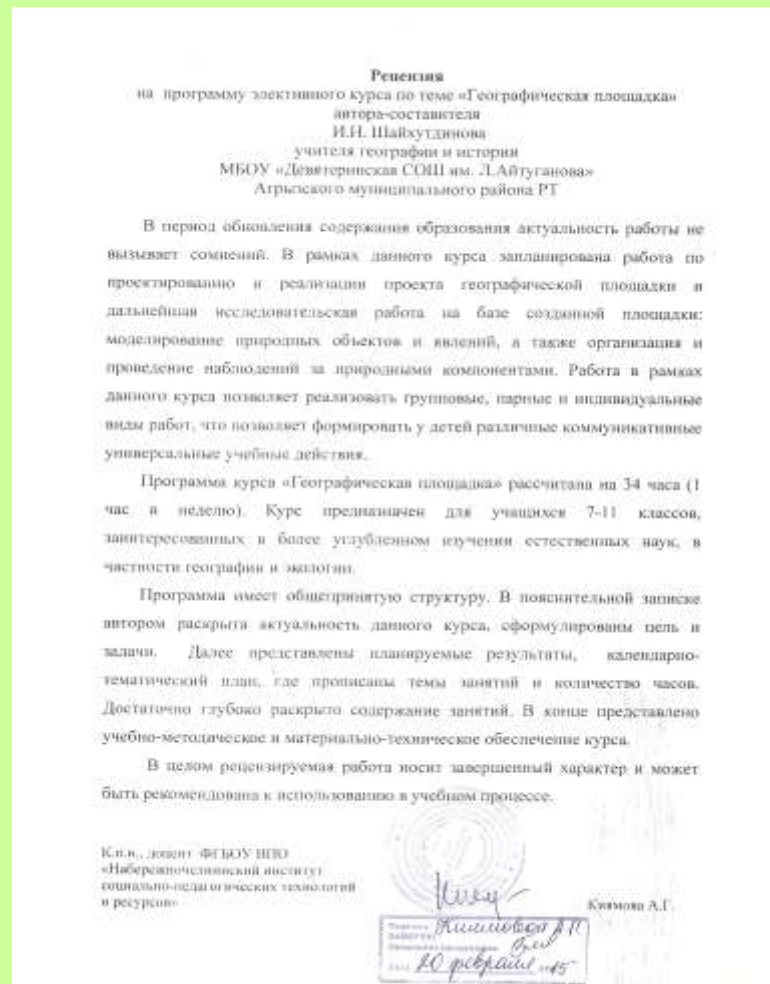 Рецензия
на программу элективного курса по теме «Географическая площадка»
автора-составителя
И.Н. Шайхутдинова
учителя географии и истории
МБОУ «Девятеринская СОШ им. Л.Айтуганова»
Агрызского муниципального района РТ
В период обновления содержания образования актуальность работы не
вызывает сомнений. В рамках данного курса запланирована работа по
проектированию и реализации проекта географической площадки и
дальнейшая исследовательская работа на базе созданной площадки:
моделирование природных объектов и явлений, а также организация и
проведение наблюдений за природными компонентами. Работа в рамках
данного курса позволяет реализовать групповые, парные и индивидуальные
виды работ, что позволяет формировать у детей различные коммуникативные
универсальные учебные действия.
Программа курса «Географическая площадка» рассчитана на 34 часа (1
час в неделю). Курс предназначен для учащихся 7-11 классов,
заинтересованных в более углубленном изучении естественных наук, в
частности географии и экологии.
Программа имеет общепринятую структуру. В пояснительной записке
автором раскрыта актуальность данного курса, сформулированы цель и
задачи. Далее представлены планируемые результаты, календарно-
тематический план, где прописаны темы занятий и количество часов.
Достаточно глубоко раскрыто содержание занятий. В конце представлено
учебно-методическое и материально-техническое обеспечение курса.
В целом рецензируемая работа носит завершенный характер и может
быть рекомендована к использованию в учебном процессе.
К.п.н., доцент ФГБОУ ВПО
«Набережночелнинский институт
социально-педагогических технологий
и ресурсов»
Киямова А.Г.
20 февраля 15